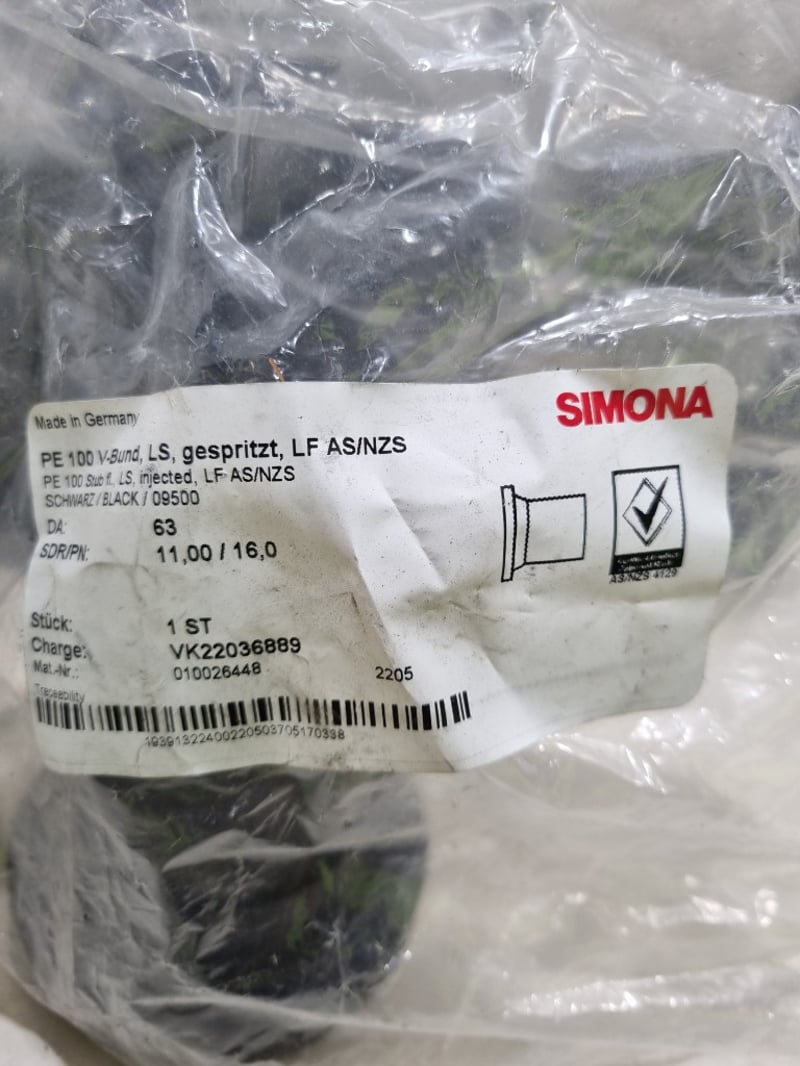 SIMONA
Made in Germany
PE 100 V-Bund, LS, gespritzt, LF AS/NZS
PE 100 Stub fl., LS, injected, LF AS/NZS
SCHWARZ / BLACK / 09500
DA: 63
SDR/PN: 11,00 / 16,0
AS/NZS 4129
Stück: 1 ST
Charge: VK22036889
Mat.-Nr.: 010026448 2205
Traceability